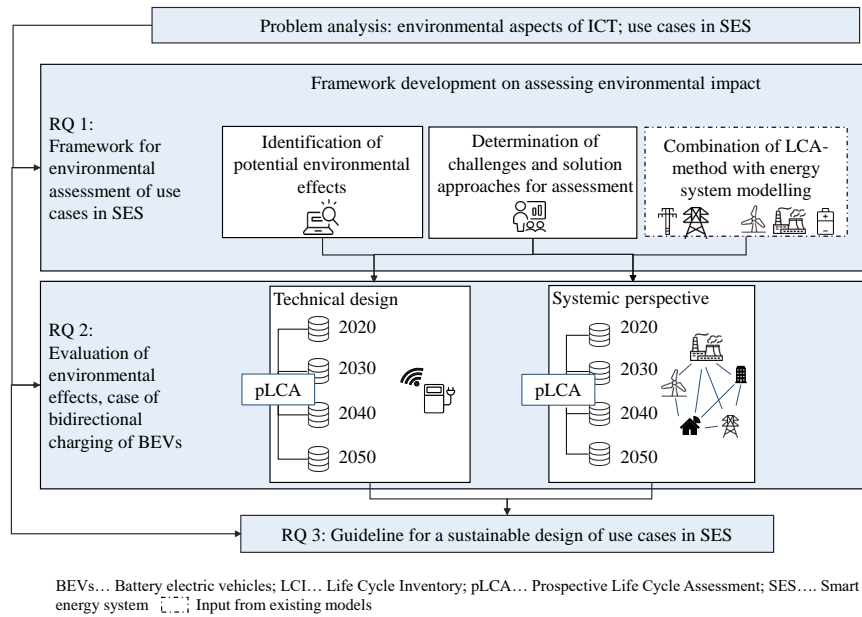 Problem analysis: environmental aspects of ICT; use cases in SES
Framework development on assessing environmental impact
RQ 1:
Framework for
environmental
assessment of use
cases in SES
Identification of
potential environmental
effects
Determination of
challenges and solution
approaches for assessment
Combination of LCA-
method with energy
system modelling
RQ 2:
Evaluation of
environmental
effects, case of
bidirectional
charging of BEVs
Technical design
2020
2030
pLCA
2040
2050
Systemic perspective
2020
2030
pLCA
2040
2050
RQ 3: Guideline for a sustainable design of use cases in SES
BEVs… Battery electric vehicles; LCI… Life Cycle Inventory; pLCA… Prospective Life Cycle Assessment; SES…. Smart
energy system Input from existing models